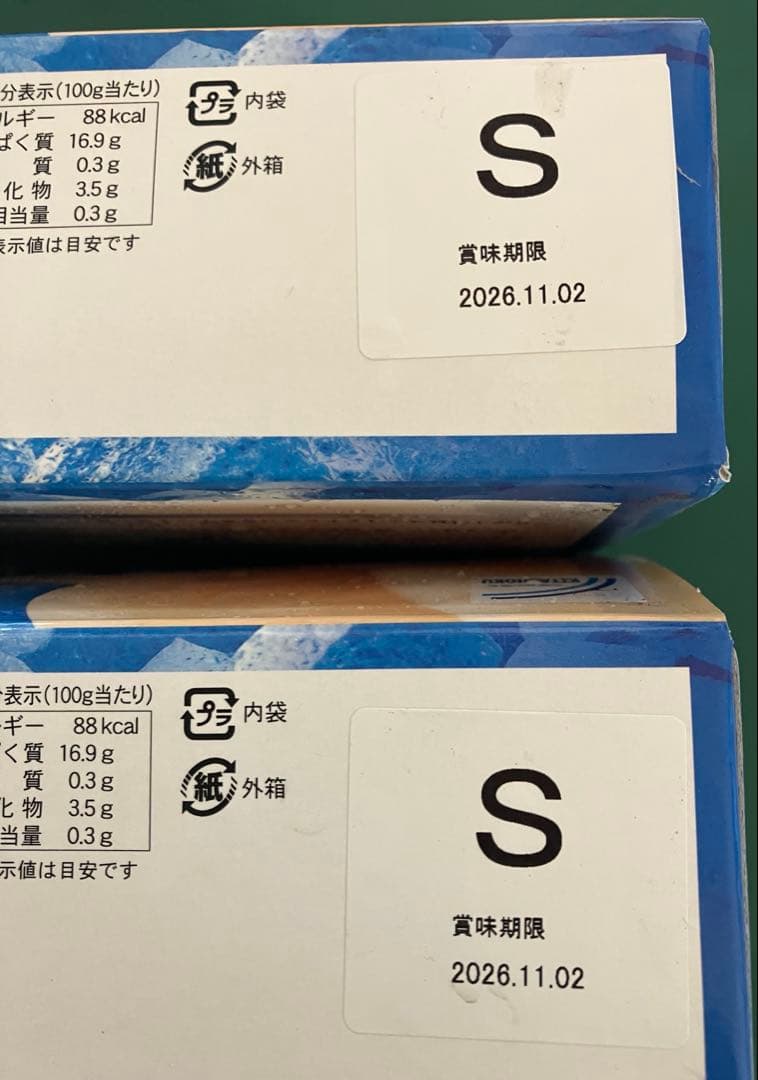 分表示(100g当たり)
ルギー 88kcal
ぱく質 16.9g
質 0.3g
化物 3.5g
目当量 0.3g
表示値は目安です
プラ 内袋
紙 外箱
S
賞味期限
2026.11.02
表示(100g当たり)
ギー 88kcal
く質 16.9g
質 0.3g
化物 3.5g
当量 0.3g
示値は目安です
プラ 内袋
紙 外箱
S
賞味期限
2026.11.02